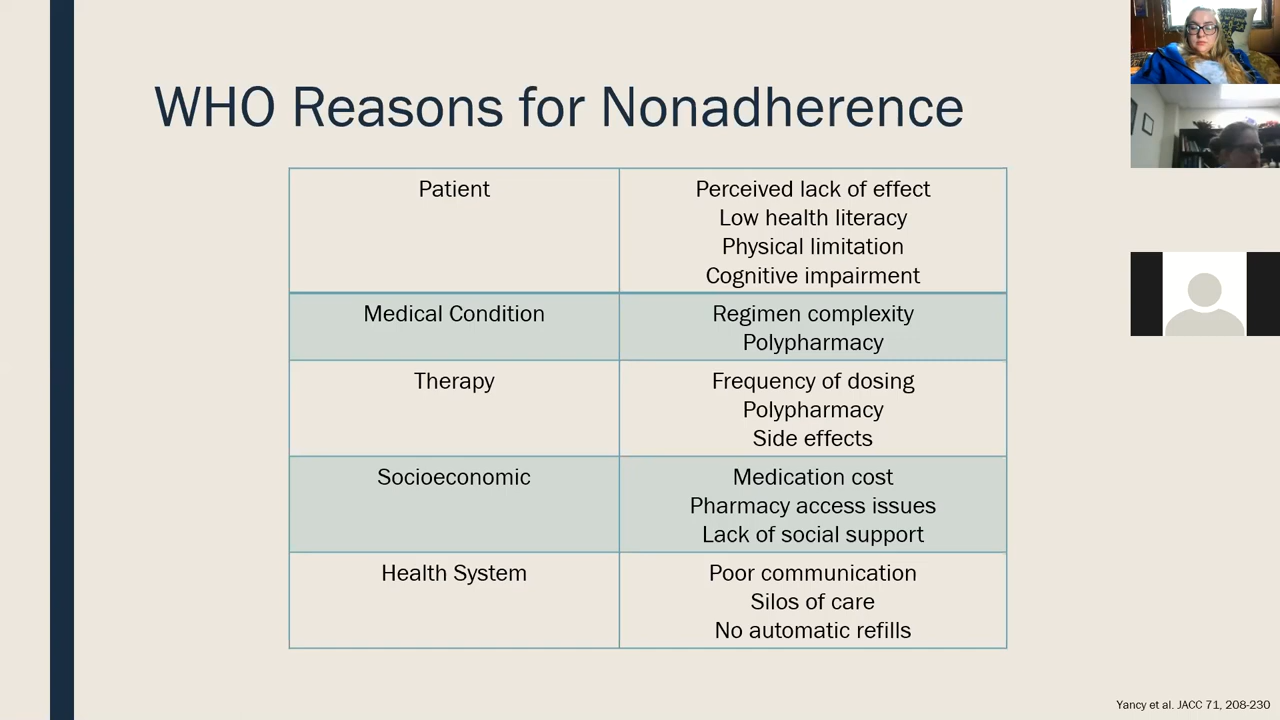 WHO Reasons for Nonadherence
Patient
Perceived lack of effect
Low health literacy
Physical limitation
Cognitive impairment
Medical Condition
Regimen complexity
Polypharmacy
Therapy
Frequency of dosing
Polypharmacy
Side effects
Socioeconomic
Medication cost
Pharmacy access issues
Lack of social support
Health System
Poor communication
Silos of care
No automatic refills
Yancy et al. JACC 71, 208-230